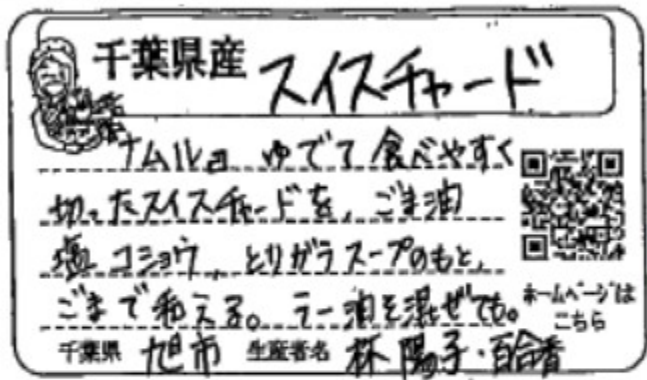 千葉県産 スイスチャード
ナムル ゆでて食べやすく
切ったスイスチャードを、ごま油
塩コショウ、とりガラスープのもと、
ごまで和える。ラー油を混ぜても。
ホームページは
こちら
千葉県 旭市 生産者名 林 陽子・百合香